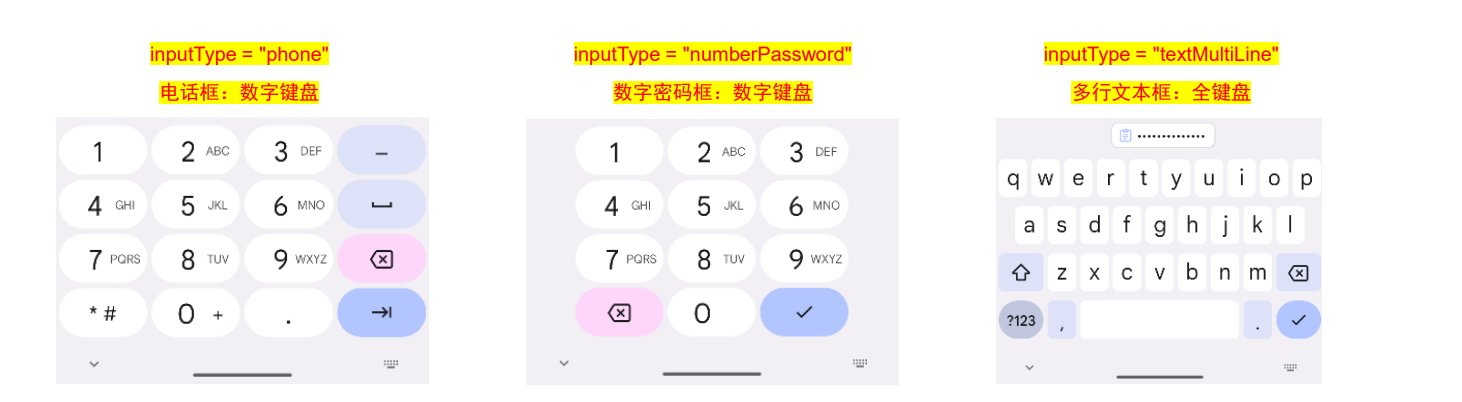 inputType = "phone"
电话框：数字键盘
1 2 ABC 3 DEF –
4 GHI 5 JKL 6 MNO
7 PQRS 8 TUV 9 WXYZ
* # 0 + .
inputType = "numberPassword"
数字密码框：数字键盘
1 2 ABC 3 DEF
4 GHI 5 JKL 6 MNO
7 PQRS 8 TUV 9 WXYZ
0
inputType = "textMultiLine"
多行文本框：全键盘
••••••••••••••
q w e r t y u i o p
a s d f g h j k l
z x c v b n m
?123 , .